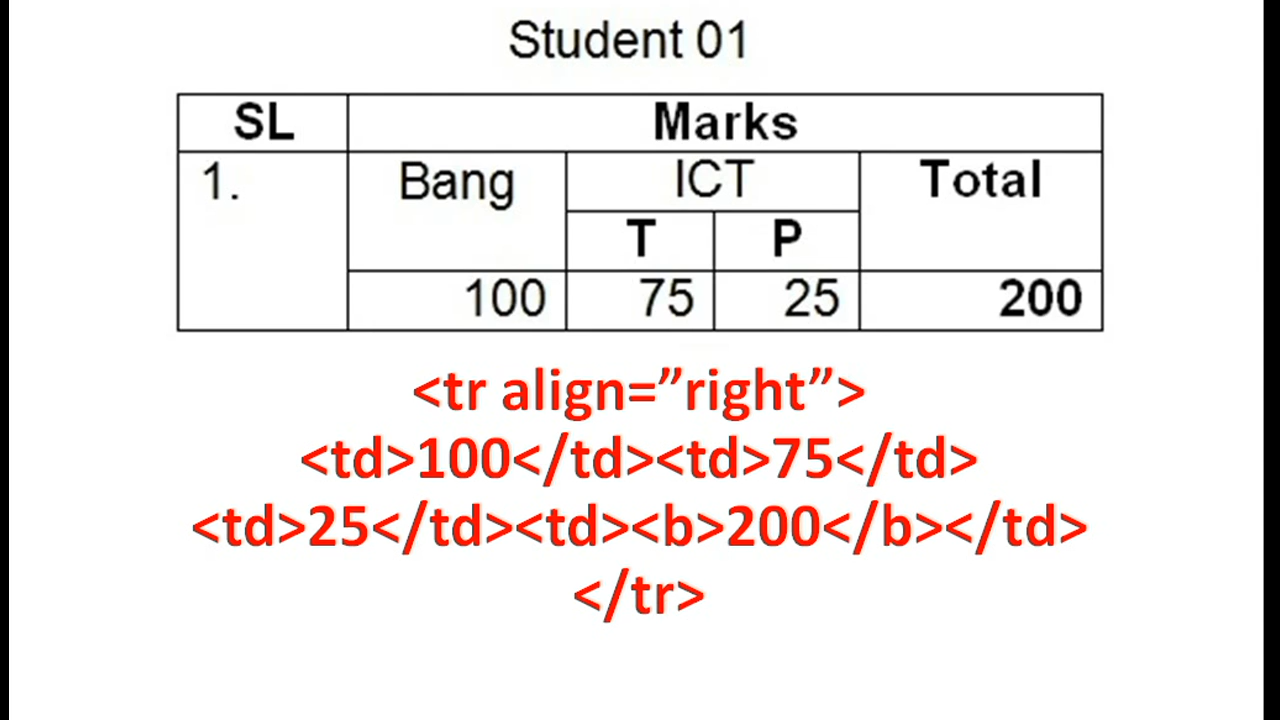 Student 01
SL Marks
1. Bang ICT Total
T P
100 75 25 200
<tr align=”right”>
<td>100</td><td>75</td>
<td>25</td><td><b>200</b></td>
</tr>